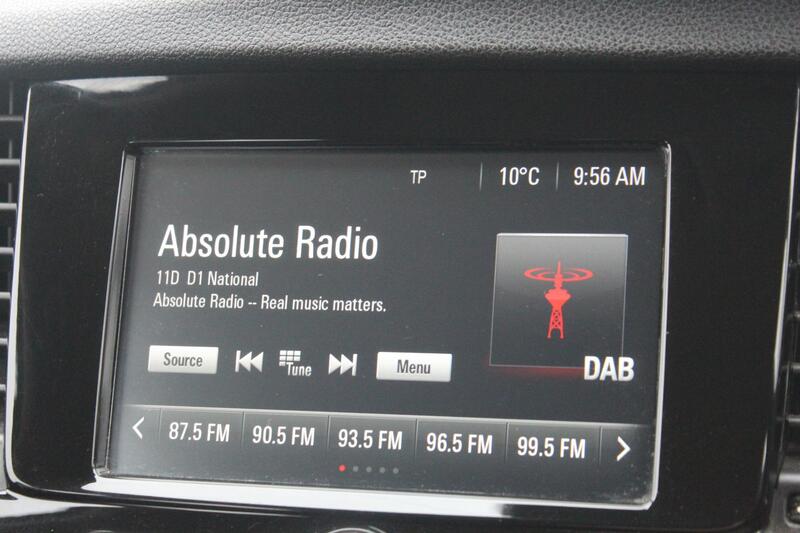 TP 10°C 9:56 AM
Absolute Radio
11D D1 National
Absolute Radio -- Real music matters.
Source Tune Menu
DAB
87.5 FM 90.5 FM 93.5 FM 96.5 FM 99.5 FM